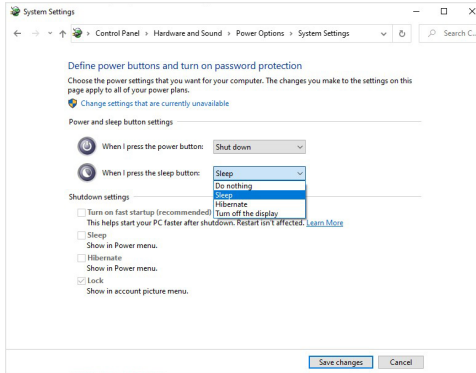 System Settings
Control Panel > Hardware and Sound > Power Options > System Settings
Search C...
Define power buttons and turn on password protection
Choose the power settings that you want for your computer. The changes you make to the settings on this
page apply to all of your power plans.
Change settings that are currently unavailable
Power and sleep button settings
When I press the power button: Shut down
When I press the sleep button: Sleep
Do nothing
Sleep
Hibernate
Turn off the display
Shutdown settings
Turn on fast startup (recommended)
This helps start your PC faster after shutdown. Restart isn't affected. Learn More
Sleep
Show in Power menu.
Hibernate
Show in Power menu.
Lock
Show in account picture menu.
Save changes
Cancel